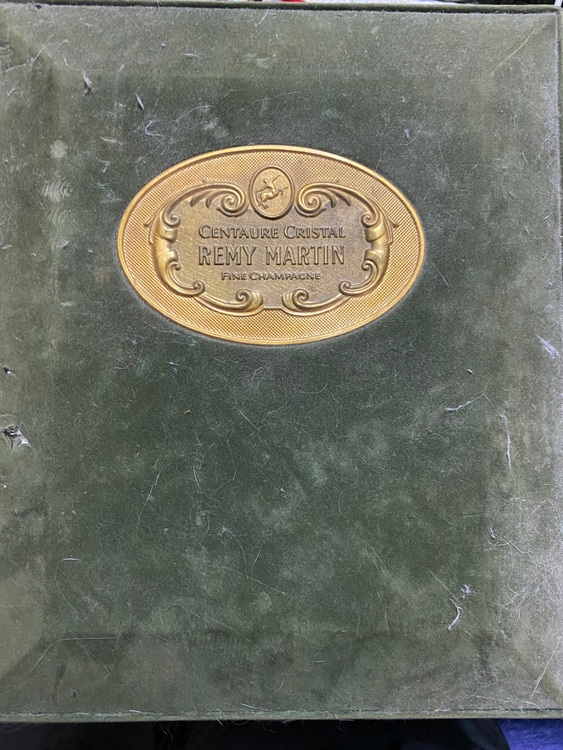 CENTAURE CRISTAL
REMY MARTIN
FINE CHAMPAGNE